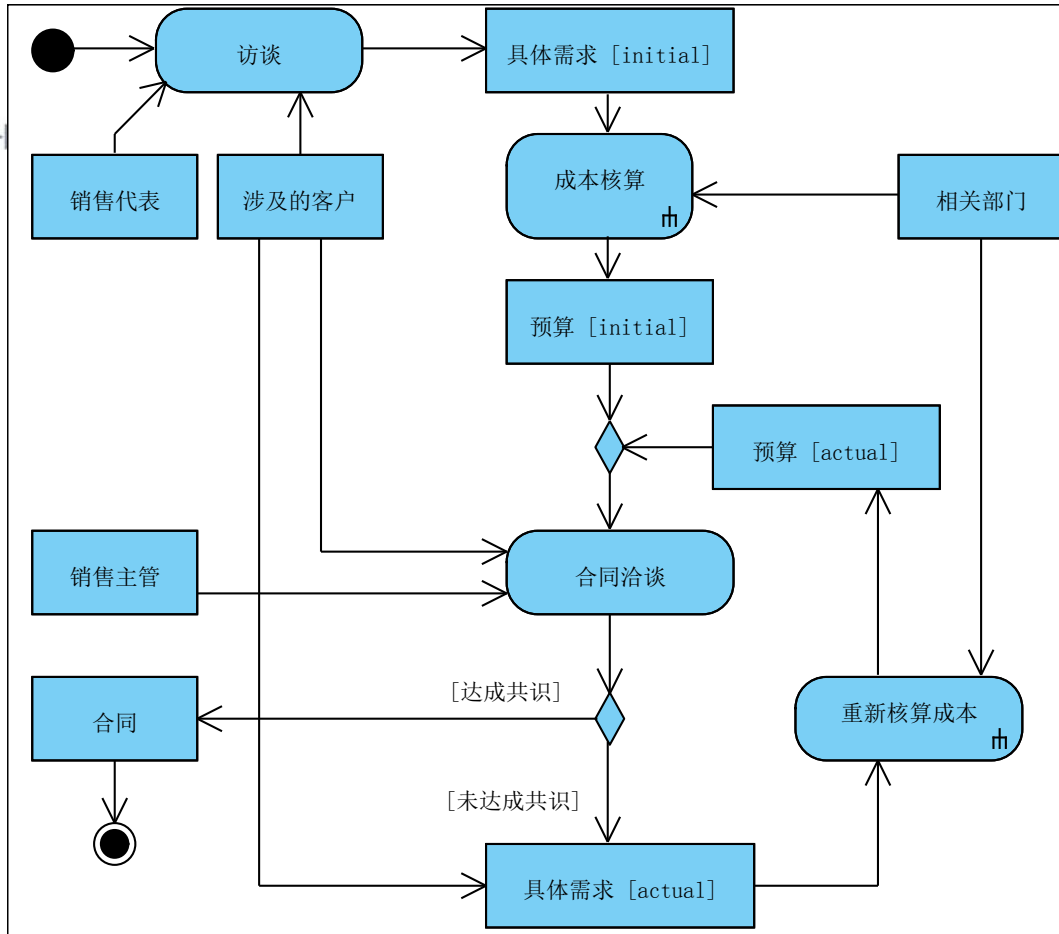 访谈
具体需求 [initial]
销售代表
涉及的客户
成本核算
相关部门
预算 [initial]
预算 [actual]
销售主管
合同洽谈
[达成共识]
合同
重新核算成本
[未达成共识]
具体需求 [actual]